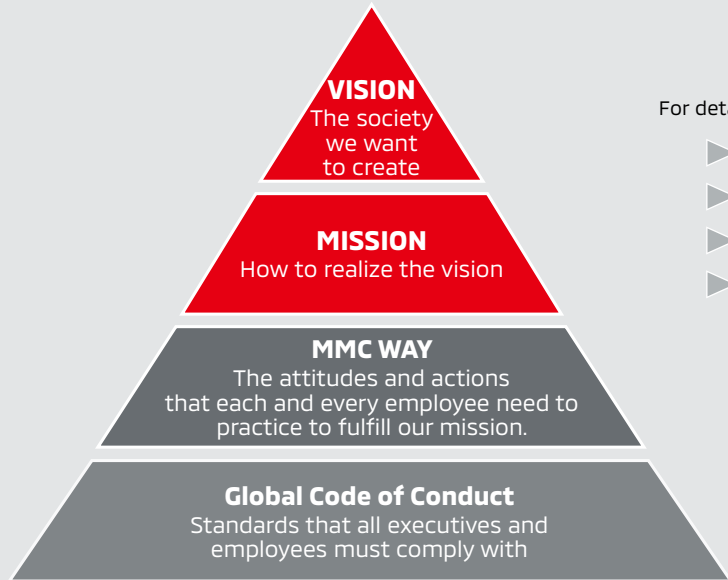 VISION
The society
we want
to create
For deta
MISSION
How to realize the vision
MMC WAY
The attitudes and actions
that each and every employee need to
practice to fulfill our mission.
Global Code of Conduct
Standards that all executives and
employees must comply with